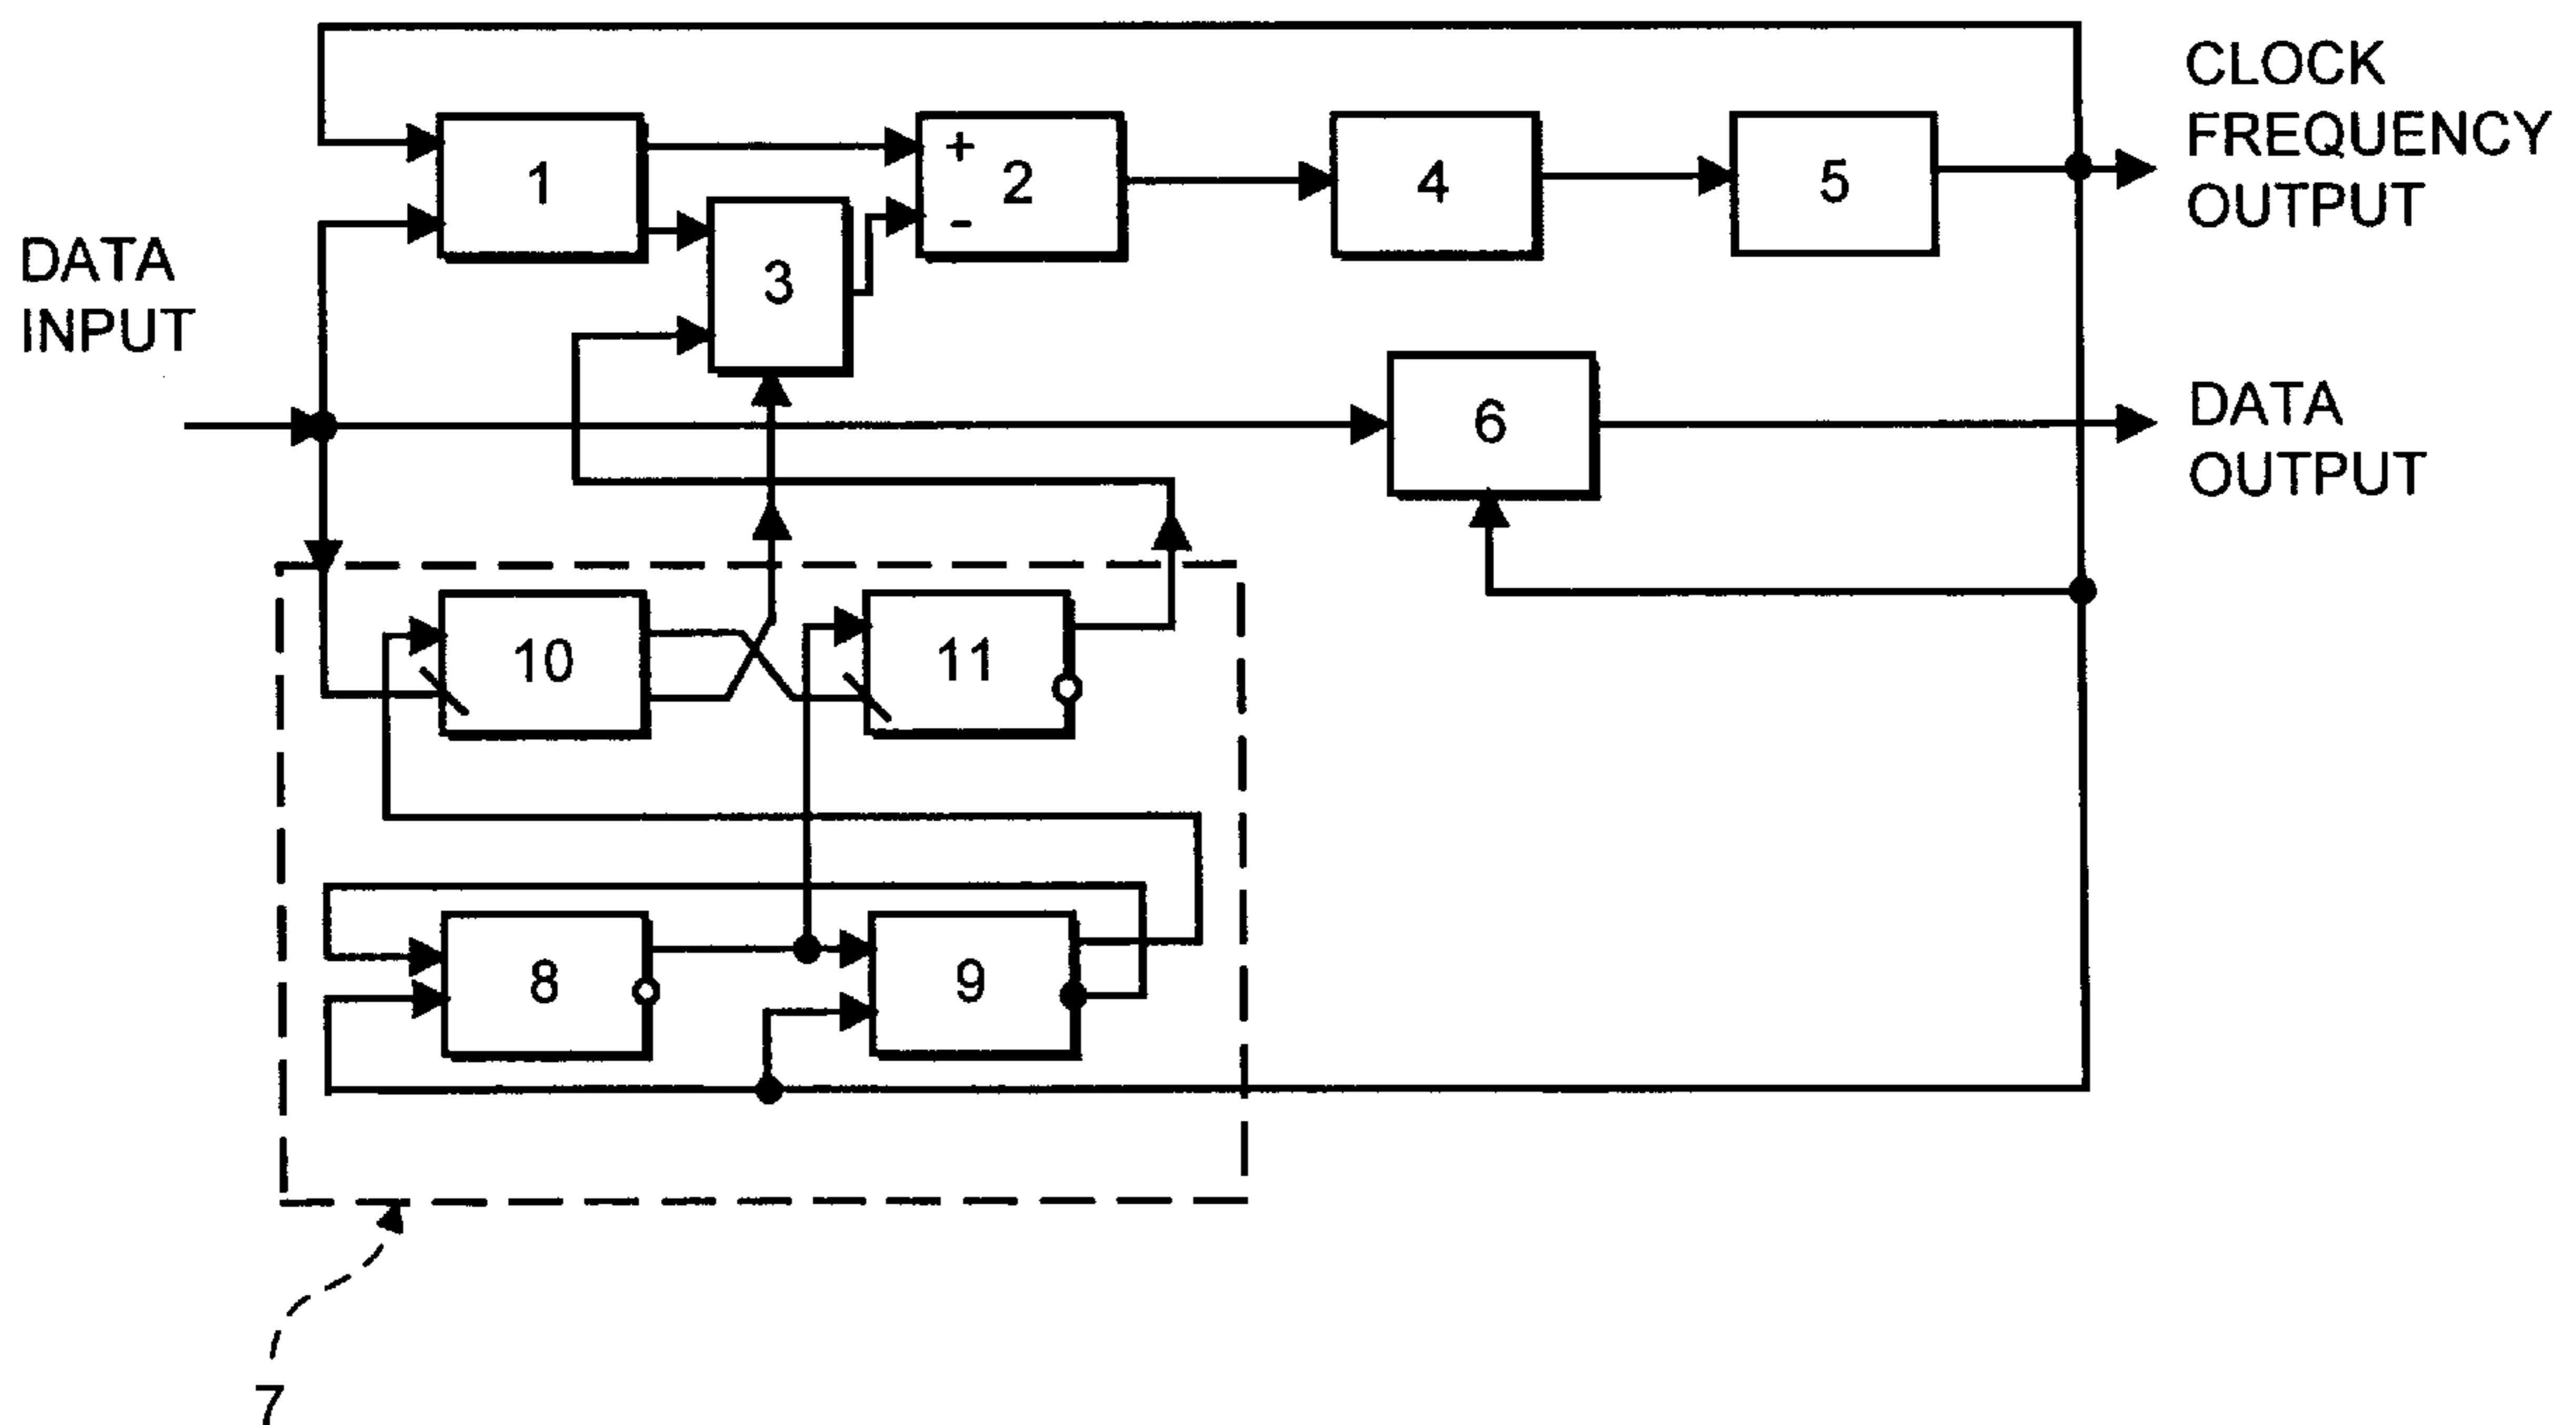 CLOCK
FREQUENCY
OUTPUT
1
+
2
-
4
5
3
DATA
INPUT
6
DATA
OUTPUT
10
11
8
9
7